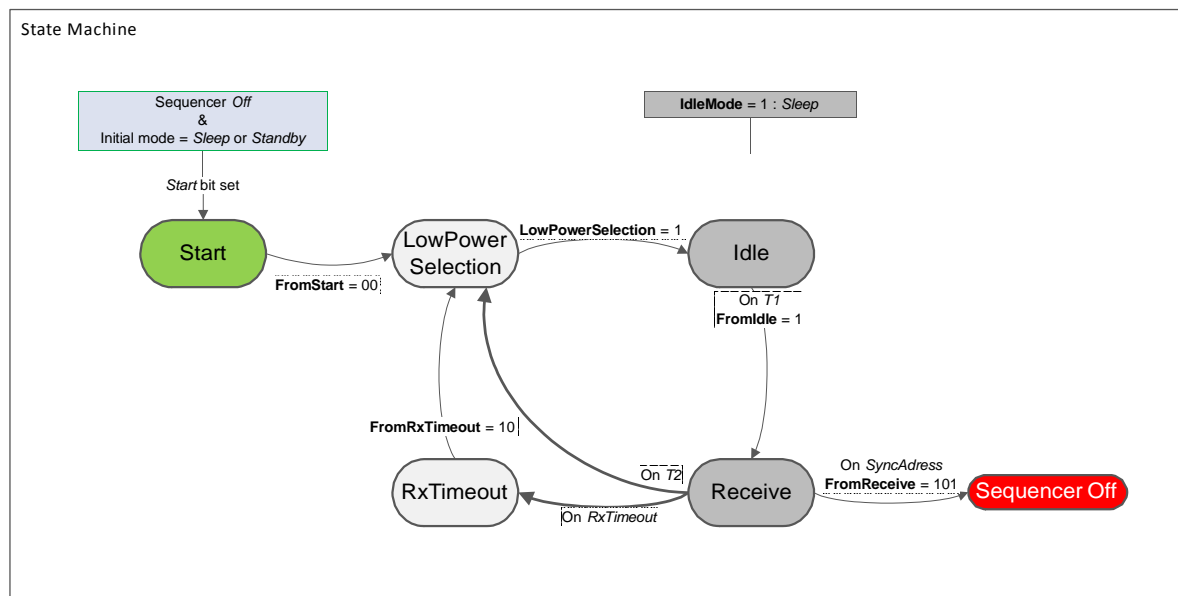 State Machine
Sequencer Off
&
Initial mode = Sleep or Standby
IdleMode = 1 : Sleep
Start bit set
Start
FromStart = 00
LowPower
Selection
LowPowerSelection = 1
Idle
On T1
FromIdle = 1
FromRxTimeout = 10
RxTimeout
On T2
On RxTimeout
Receive
On SyncAdress
FromReceive = 101
Sequencer Off